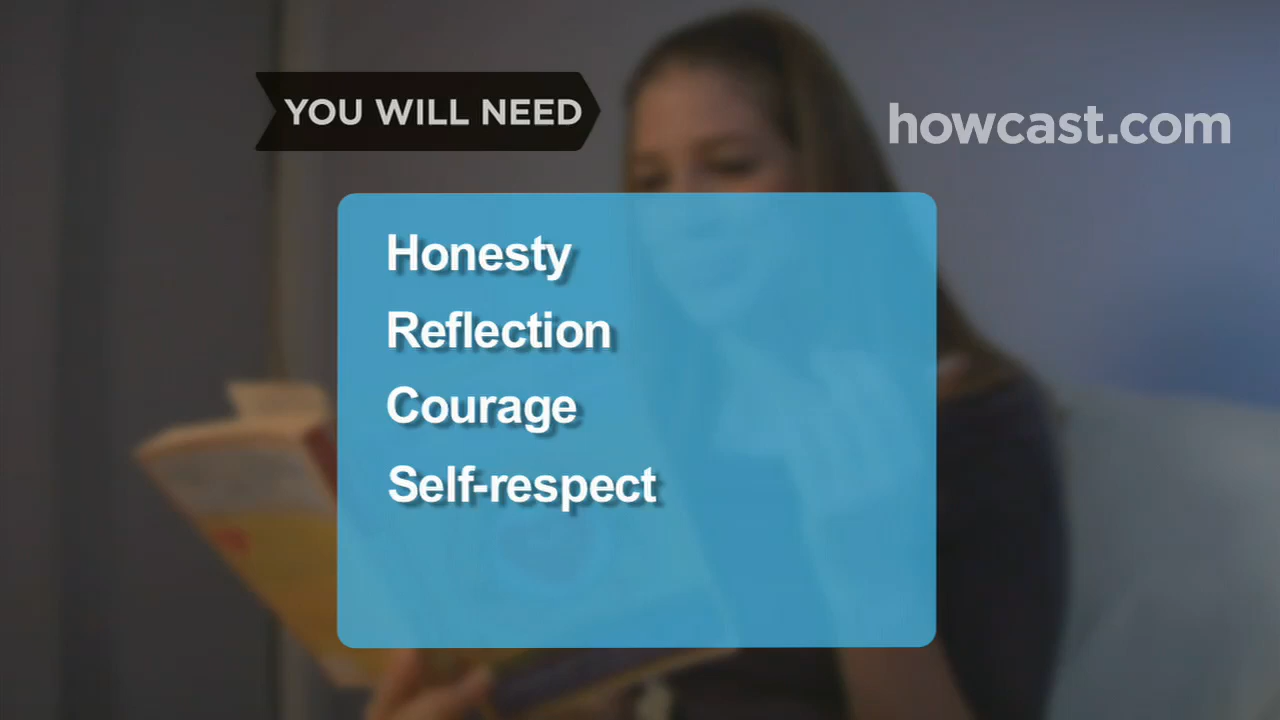 YOU WILL NEED
howcast.com
Honesty
Reflection
Courage
Self-respect